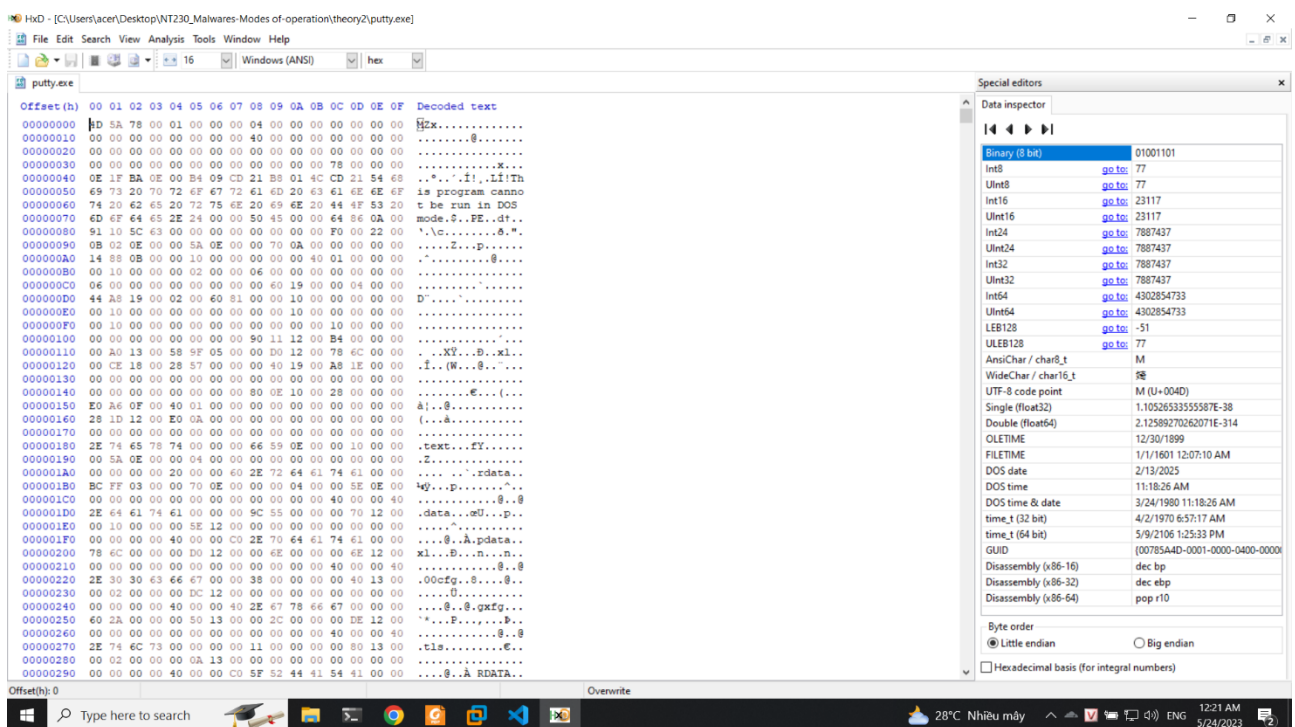 HxD - [C:\Users\acer\Desktop\NT230_Malwares-Modes of-operation\theory2\putty.exe]
File Edit Search View Analysis Tools Window Help
16 Windows (ANSI) hex
putty.exe
Offset(h) 00 01 02 03 04 05 06 07 08 09 0A 0B 0C 0D 0E 0F Decoded text
00000000 4D 5A 78 00 01 00 00 00 04 00 00 00 00 00 00 00 MZx.............
00000010 00 00 00 00 00 00 00 00 40 00 00 00 00 00 00 00 ........@.......
00000020 00 00 00 00 00 00 00 00 00 00 00 00 00 00 00 00 ................
00000030 00 00 00 00 00 00 00 00 00 00 00 00 78 00 00 00 ............x...
00000040 0E 1F BA 0E 00 B4 09 CD 21 B8 01 4C CD 21 54 68 ..º..´.Í!¸.LÍ!Th
00000050 69 73 20 70 72 6F 67 72 61 6D 20 63 61 6E 6E 6F is program canno
00000060 74 20 62 65 20 72 75 6E 20 69 6E 20 44 4F 53 20 t be run in DOS
00000070 6D 6F 64 65 2E 24 00 00 50 45 00 00 64 86 0A 00 mode.$..PE..d†..
00000080 91 10 5C 63 00 00 00 00 00 00 00 00 F0 00 22 00 ‘.\c........ð.".
00000090 0B 02 0E 00 00 5A 0E 00 00 70 0A 00 00 00 00 00 .....Z...p......
000000A0 14 88 0B 00 00 10 00 00 00 00 00 40 01 00 00 00 .ˆ.........@....
000000B0 00 10 00 00 00 02 00 00 06 00 00 00 00 00 00 00 ................
000000C0 06 00 00 00 00 00 00 00 00 60 19 00 00 04 00 00 .........`......
000000D0 44 A8 19 00 02 00 60 81 00 00 10 00 00 00 00 00 D¨....`.........
000000E0 00 10 00 00 00 00 00 00 00 00 10 00 00 00 00 00 ................
000000F0 00 10 00 00 00 00 00 00 00 00 00 00 10 00 00 00 ................
00000100 00 00 00 00 00 00 00 00 90 11 12 00 B4 00 00 00 ............´...
00000110 00 A0 13 00 58 9F 05 00 00 D0 12 00 78 6C 00 00 . ..XŸ...Ð..xl..
00000120 00 CE 18 00 28 57 00 00 00 40 19 00 A8 1E 00 00 .Î..(W...@..¨...
00000130 00 00 00 00 00 00 00 00 00 00 00 00 00 00 00 00 ................
00000140 00 00 00 00 00 00 00 00 80 0E 10 00 28 00 00 00 ........€...(...
00000150 E0 A6 0F 00 40 01 00 00 00 00 00 00 00 00 00 00 à¦..@...........
00000160 28 1D 12 00 E0 0A 00 00 00 00 00 00 00 00 00 00 (...à...........
00000170 00 00 00 00 00 00 00 00 00 00 00 00 00 00 00 00 ................
00000180 2E 74 65 78 74 00 00 00 66 59 0E 00 00 10 00 00 .text...fY......
00000190 00 5A 0E 00 00 04 00 00 00 00 00 00 00 00 00 00 .Z..............
000001A0 00 00 00 00 20 00 00 60 2E 72 64 61 74 61 00 00 .... ..`.rdata..
000001B0 BC FF 03 00 00 70 0E 00 00 00 04 00 00 5E 0E 00 ¼ÿ...p.......^..
000001C0 00 00 00 00 00 00 00 00 00 00 00 00 40 00 00 40 ............@..@
000001D0 2E 64 61 74 61 00 00 00 9C 55 00 00 00 70 12 00 .data...œU...p..
000001E0 00 10 00 00 00 5E 12 00 00 00 00 00 00 00 00 00 .....^..........
000001F0 00 00 00 00 40 00 00 C0 2E 70 64 61 74 61 00 00 ....@..À.pdata..
00000200 78 6C 00 00 00 D0 12 00 00 6E 00 00 00 6E 12 00 xl...Ð...n...n..
00000210 00 00 00 00 00 00 00 00 00 00 00 00 40 00 00 40 ............@..@
00000220 2E 30 30 63 66 67 00 00 38 00 00 00 00 40 13 00 .00cfg..8....@..
00000230 00 02 00 00 00 DC 12 00 00 00 00 00 00 00 00 00 .....Ü..........
00000240 00 00 00 00 40 00 00 40 2E 67 78 66 67 00 00 00 ....@..@.gxfg...
00000250 60 2A 00 00 00 50 13 00 00 2C 00 00 00 DE 12 00 `*...P...,...Þ..
00000260 00 00 00 00 00 00 00 00 00 00 00 00 40 00 00 40 ............@..@
00000270 2E 74 6C 73 00 00 00 00 11 00 00 00 00 80 13 00 .tls.........€..
00000280 00 02 00 00 00 0A 13 00 00 00 00 00 00 00 00 00 ................
00000290 00 00 00 00 40 00 00 C0 5F 52 44 41 54 41 00 00 ....@..À RDATA..
Special editors
Data inspector
Binary (8 bit) 01001101
Int8 go to: 77
UInt8 go to: 77
Int16 go to: 23117
UInt16 go to: 23117
Int24 go to: 7887437
UInt24 go to: 7887437
Int32 go to: 7887437
UInt32 go to: 7887437
Int64 go to: 4302854733
UInt64 go to: 4302854733
LEB128 go to: -51
ULEB128 go to: 77
AnsiChar / char8_t M
WideChar / char16_t 婍
UTF-8 code point M (U+004D)
Single (float32) 1.10526533555587E-38
Double (float64) 2.12589270262071E-314
OLETIME 12/30/1899
FILETIME 1/1/1601 12:07:10 AM
DOS date 2/13/2025
DOS time 11:18:26 AM
DOS time & date 3/24/1980 11:18:26 AM
time_t (32 bit) 4/2/1970 6:57:17 AM
time_t (64 bit) 5/9/2106 1:25:33 PM
GUID {00785A4D-0001-0000-0400-0000
Disassembly (x86-16) dec bp
Disassembly (x86-32) dec ebp
Disassembly (x86-64) pop r10
Byte order
Little endian Big endian
Hexadecimal basis (for integral numbers)
Offset(h): 0 Overwrite
Type here to search
28°C Nhiều mây ENG 12:21 AM
5/24/2023